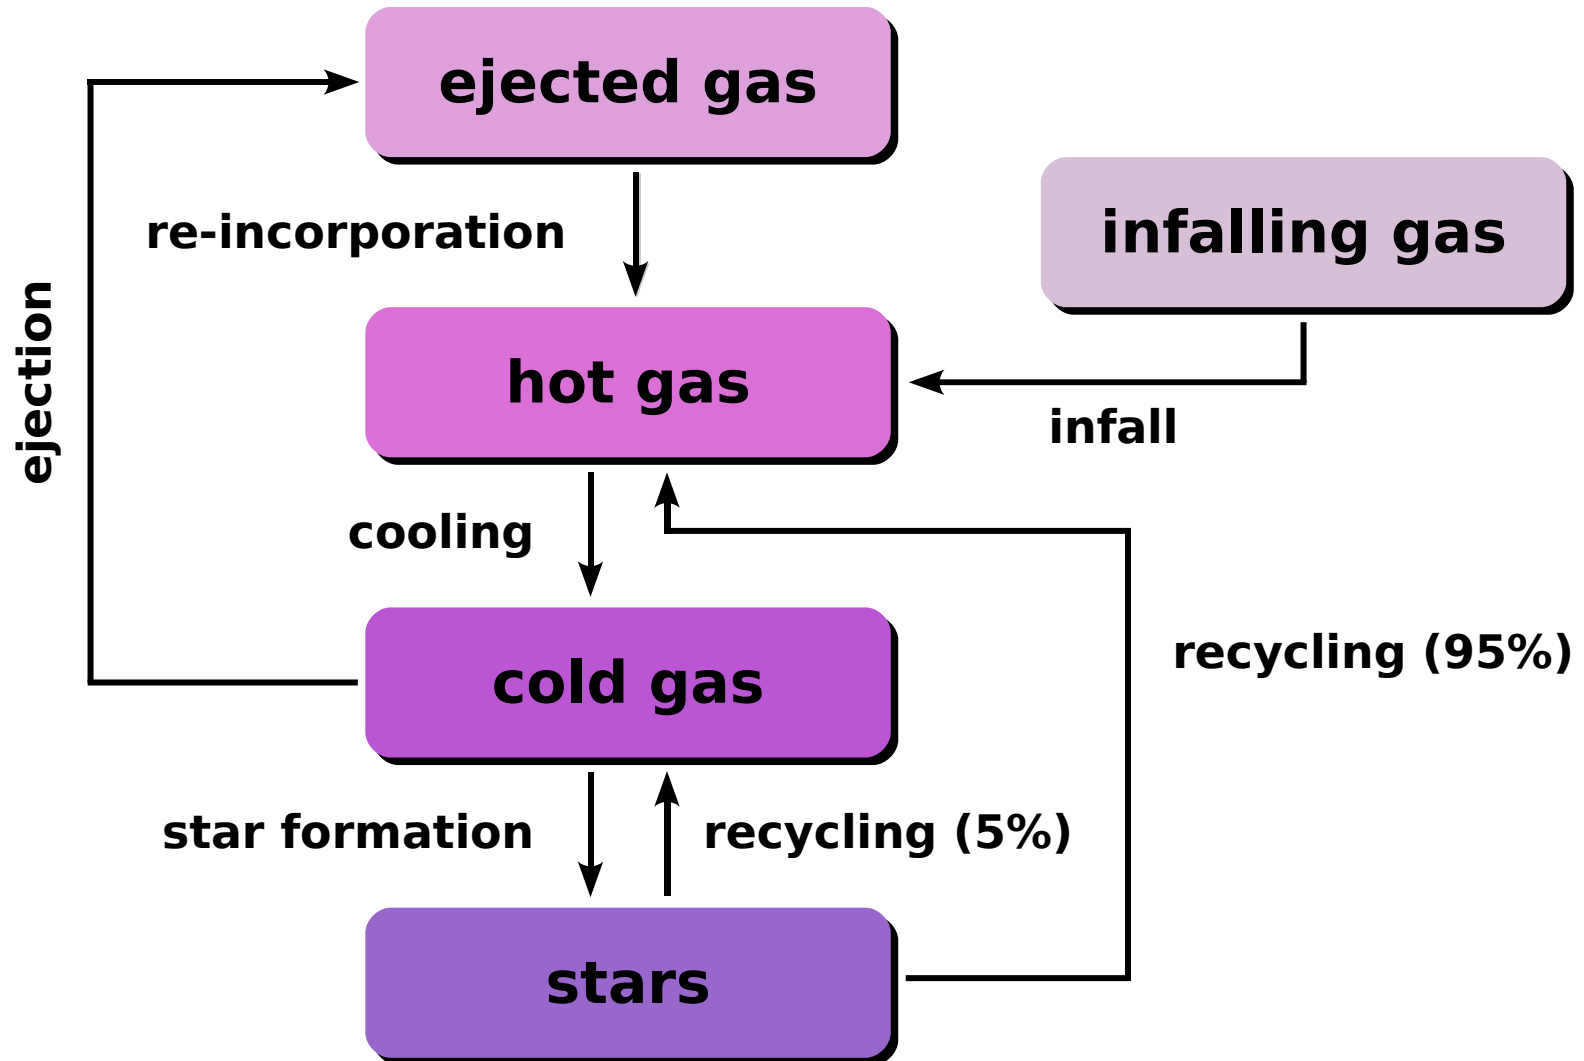 ejected gas
infalling gas
re-incorporation
ejection
hot gas
infall
cooling
cold gas
recycling (95%)
star formation
recycling (5%)
stars